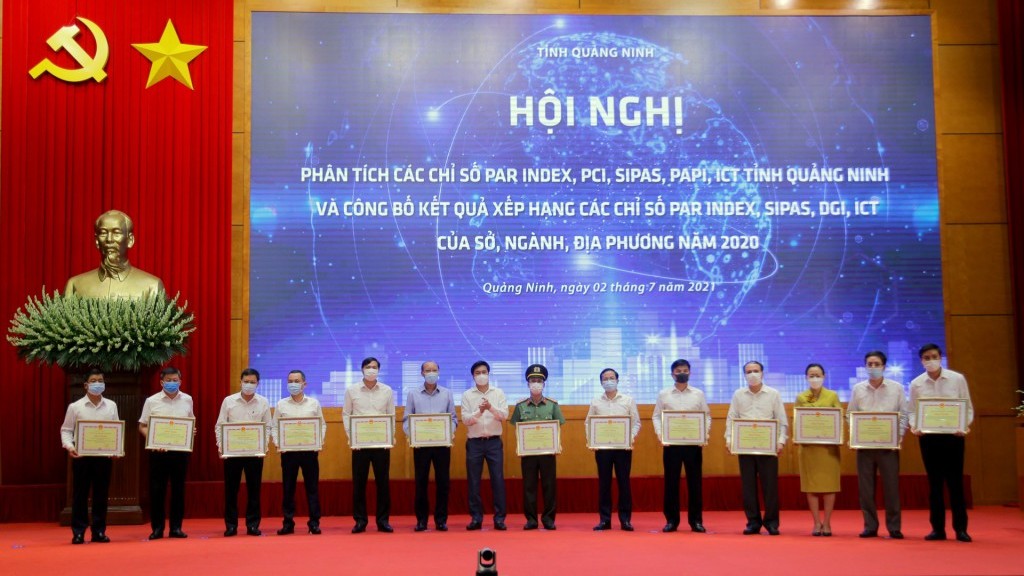 TỈNH QUẢNG NINH
HỘI NGHỊ
PHÂN TÍCH CÁC CHỈ SỐ PAR INDEX, PCI, SIPAS, PAPI, ICT TỈNH QUẢNG NINH
VÀ CÔNG BỐ KẾT QUẢ XẾP HẠNG CÁC CHỈ SỐ PAR INDEX, SIPAS, DGI, ICT
CỦA SỞ, NGÀNH, ĐỊA PHƯƠNG NĂM 2020
Quảng Ninh, ngày 02 tháng 7 năm 2021